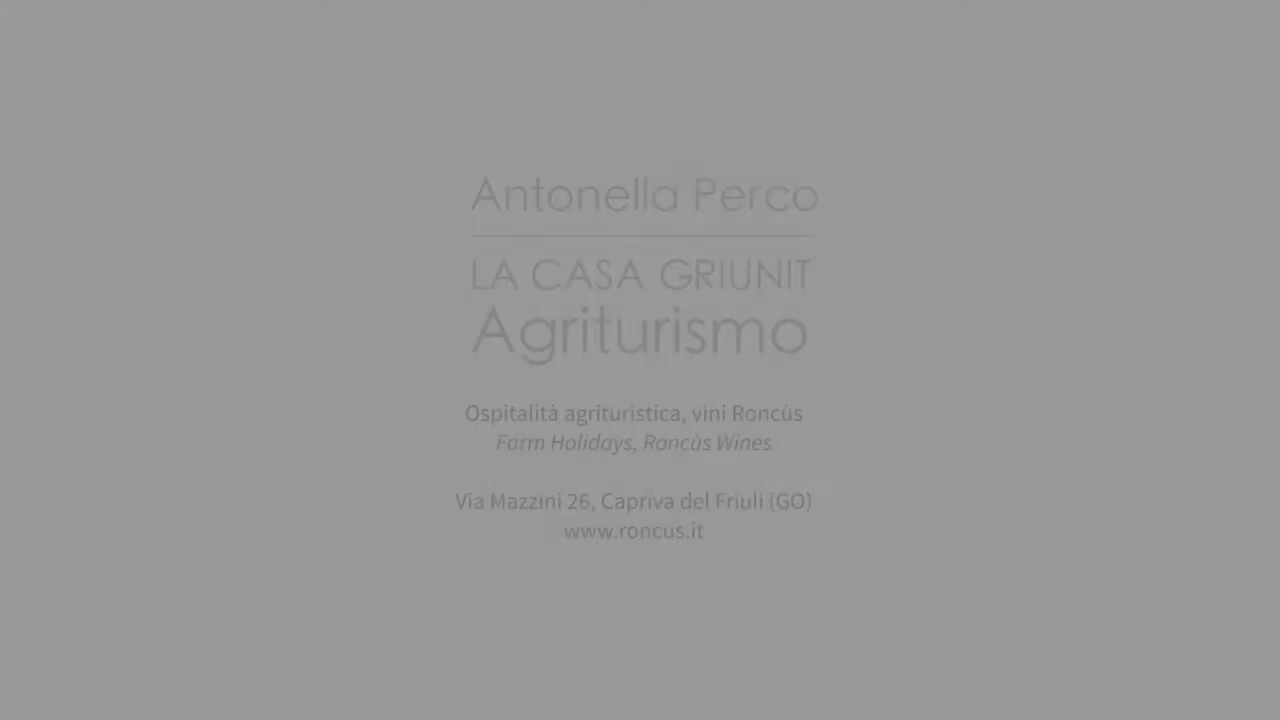 Antonella Perco
LA CASA GRIUNIT
Agriturismo
Ospitalità agrituristica, vini Roncùs
Farm Holidays, Roncùs Wines
Via Mazzini 26, Capriva del Friuli (GO)
www.roncus.it